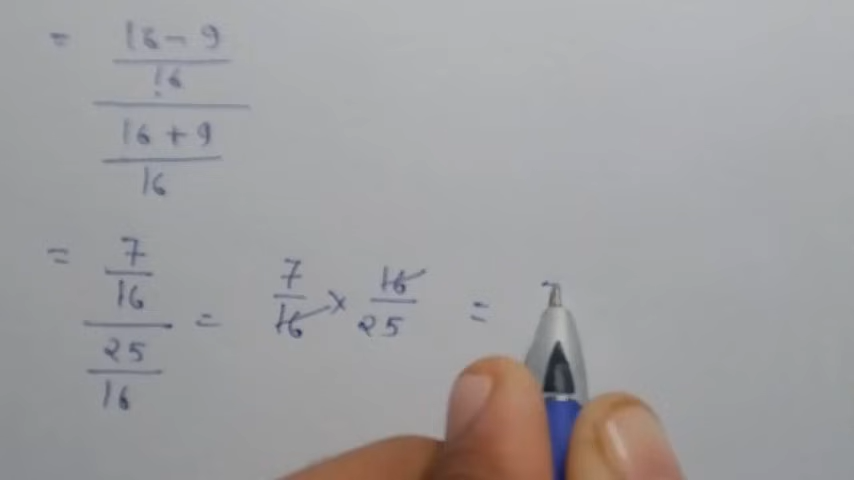 = 16 - 9
16
16 + 9
16
= 7/16 / 25/16 = 7/16 × 16/25 =